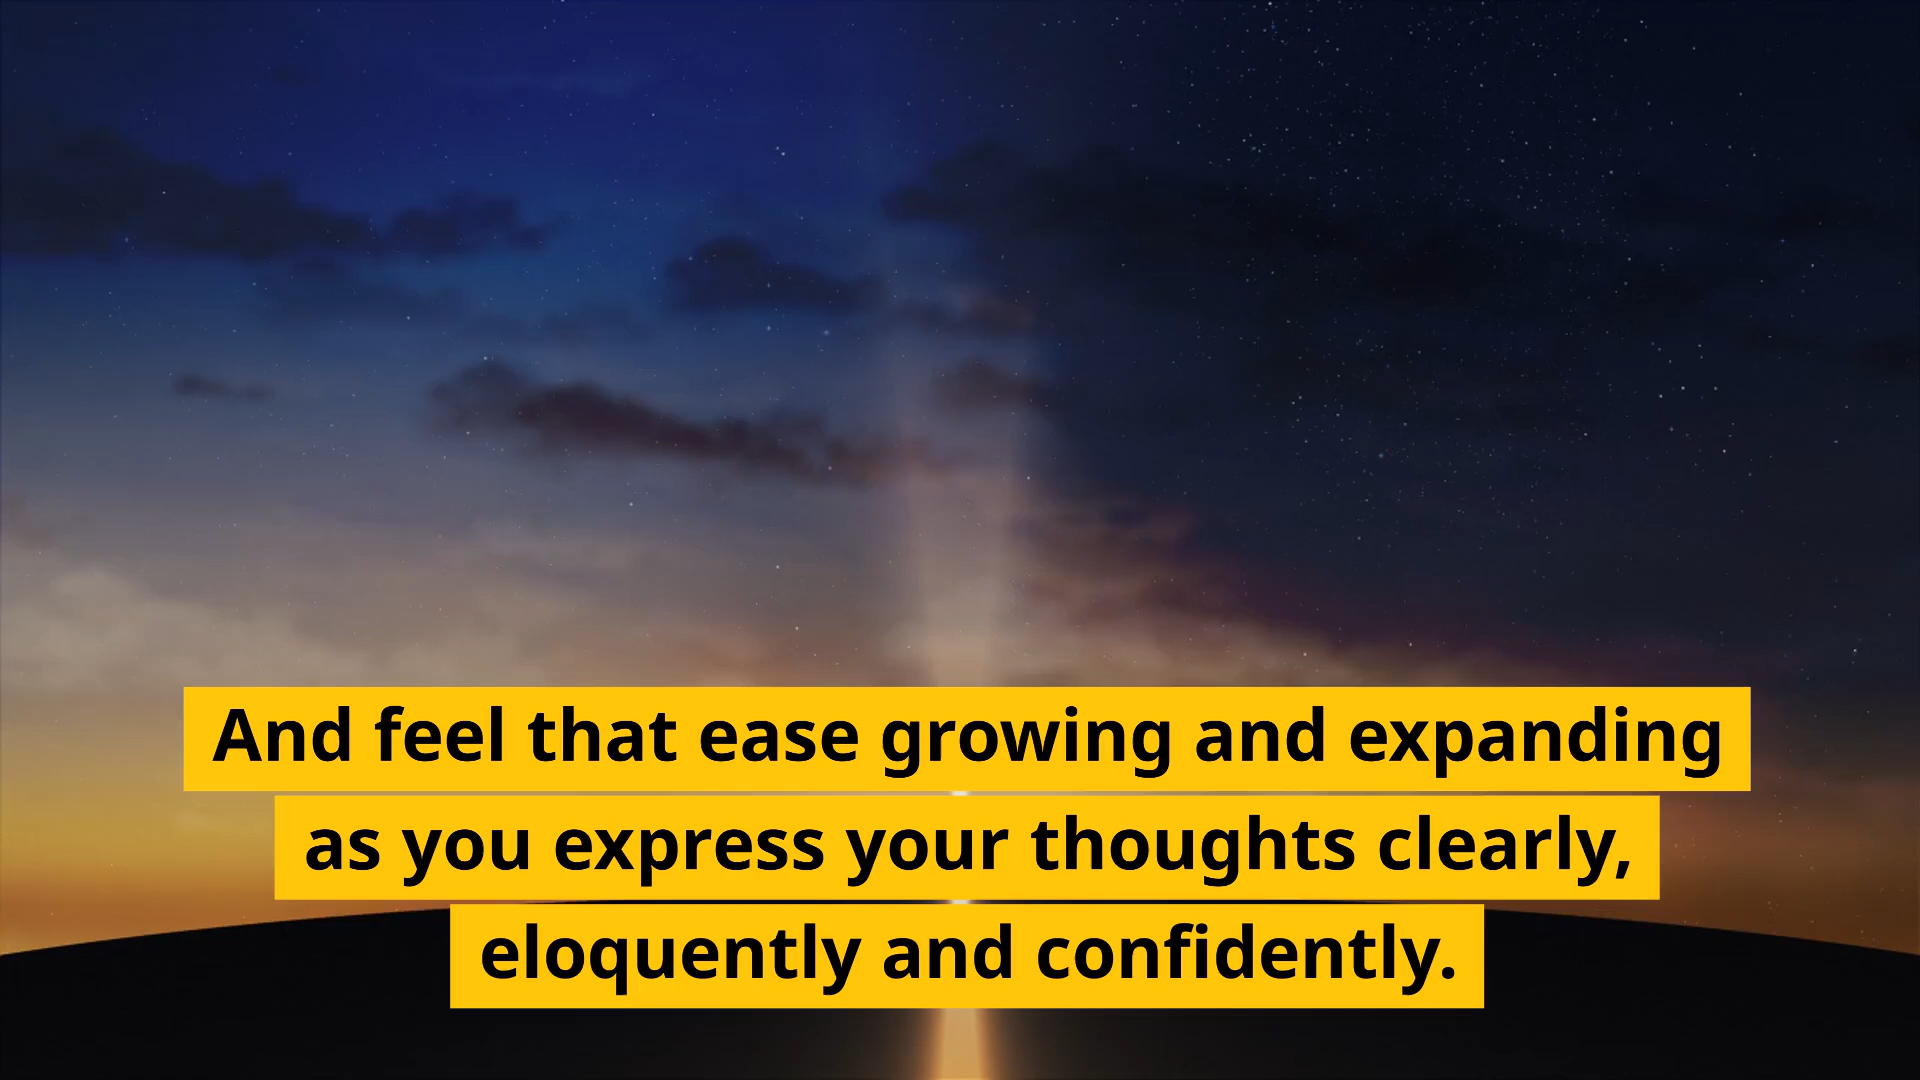 And feel that ease growing and expanding
as you express your thoughts clearly,
eloquently and confidently.